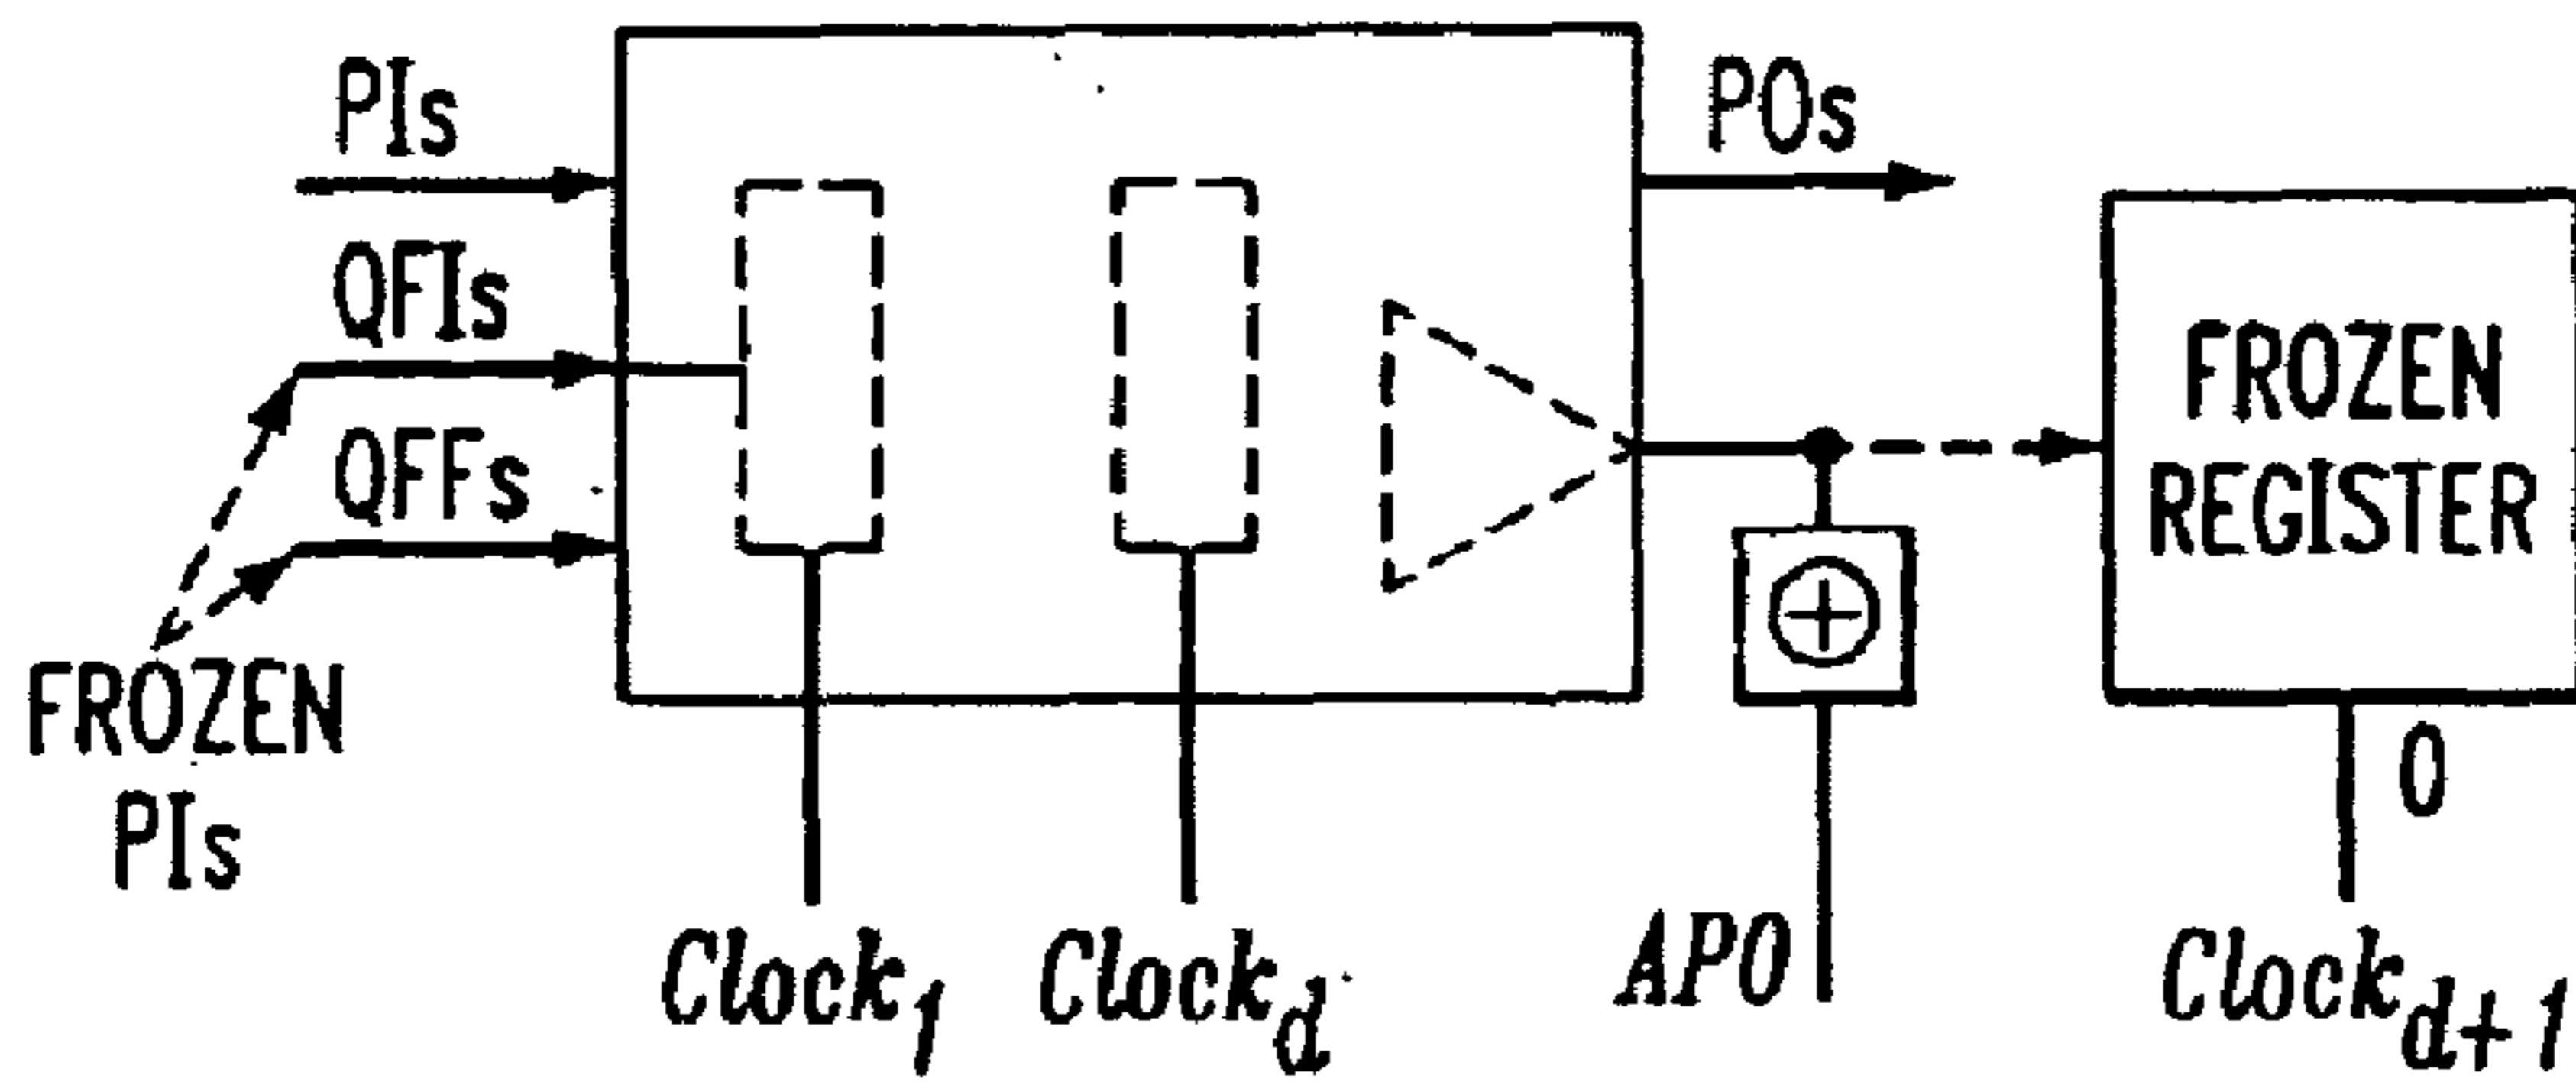 PIs
POs
QFIs
QFFs
FROZEN
REGISTER
FROZEN
PIs
0
Clock1
Clockd
APO
Clockd+1